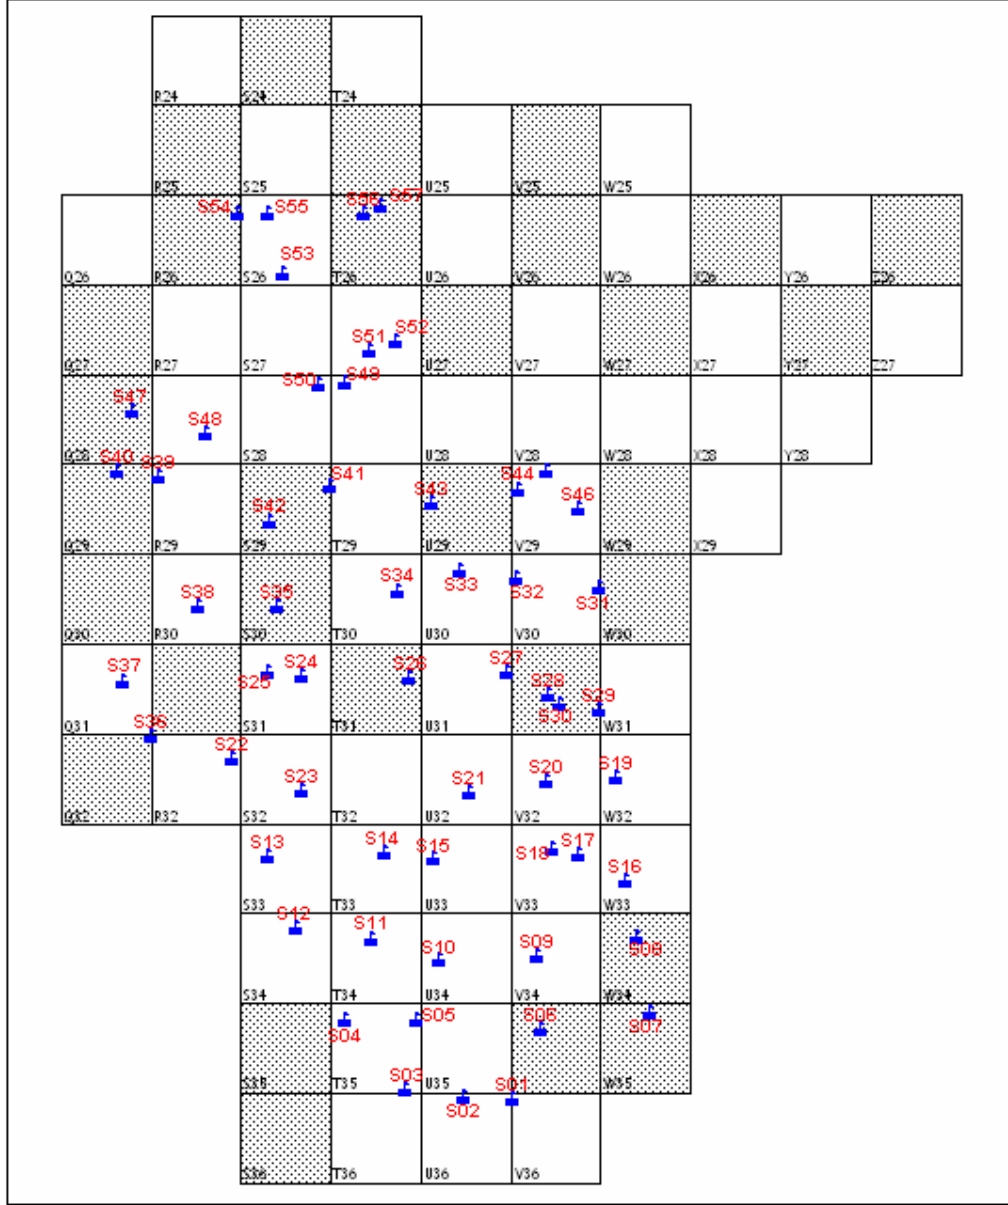 R24 S24 T24
R25 S25 U25 V25 W25
S54 S55 S56 S57
S53
Q26 R26 S26 T26 U26 V26 W26 X26 Y26 Z26
S51 S52
Q27 R27 S27 U27 V27 W27 X27 Y27 Z27
S50 S49
S47 S48
Q28 S28 U28 V28 W28 X28 Y28
S40 S39 S41 S43 S44
S42 S46
Q29 R29 S29 T29 U29 V29 W29 X29
S38 S35 S34 S33 S32 S31
Q30 R30 S30 T30 U30 V30 W30
S37 S25 S24 S26 S27
S28 S29
S30
Q31 S31 T31 U31 W31
S36
S22 S23 S21 S20 S19
Q32 R32 S32 T32 U32 V32 W32
S13 S14 S15 S18 S17 S16
S33 T33 U33 V33 W33
S12 S11 S10 S09 S08
S34 T34 U34 V34 W34
S04 S05 S06 S07
S03 S01
S35 T35 U35 W35
S02
S36 T36 U36 V36